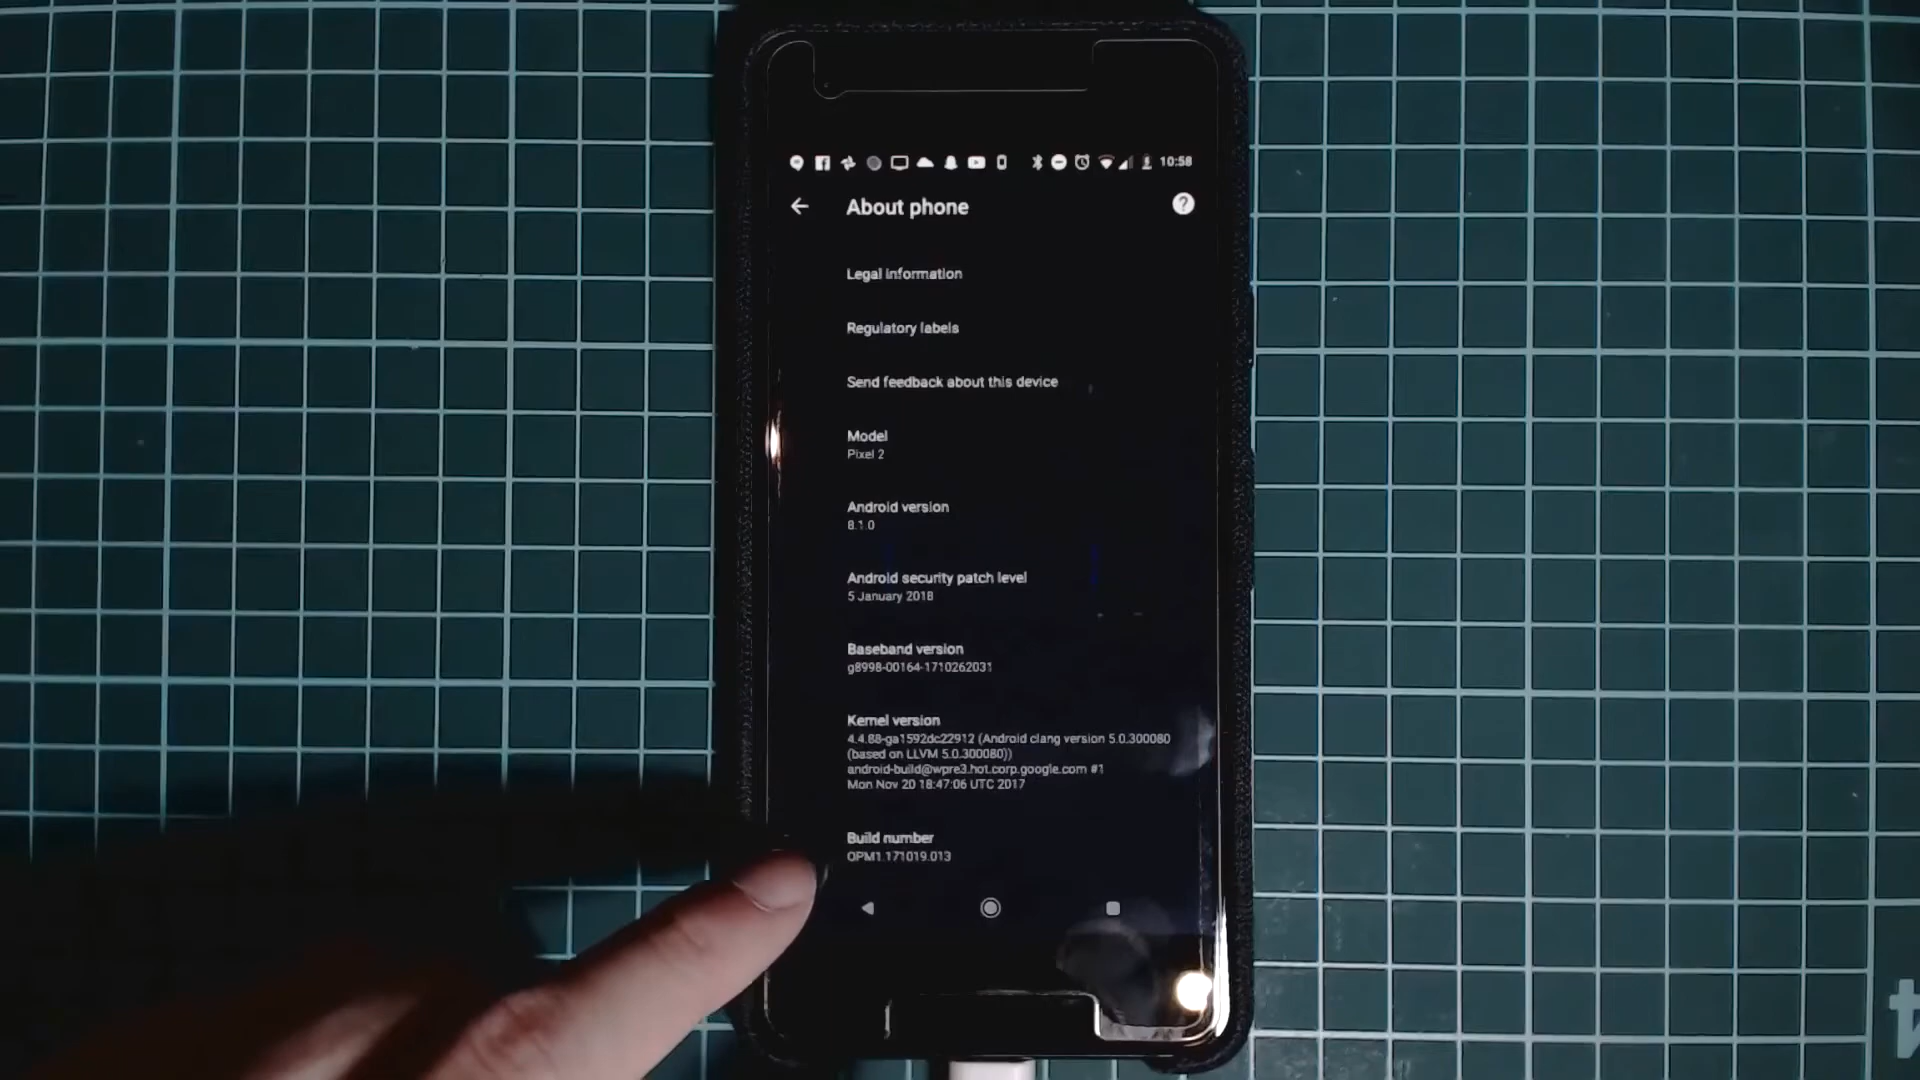 10:58
About phone
Legal information
Regulatory labels
Send feedback about this device
Model
Pixel 2
Android version
8.1.0
Android security patch level
5 January 2018
Baseband version
g8998-00164-1710262031
Kernel version
4.4.88-ga1592dc22912 (Android clang version 5.0.300080
(based on LLVM 5.0.300080))
android-build@wpre3.hot.corp.google.com #1
Mon Nov 20 18:47:06 UTC 2017
Build number
OPM1.171019.013